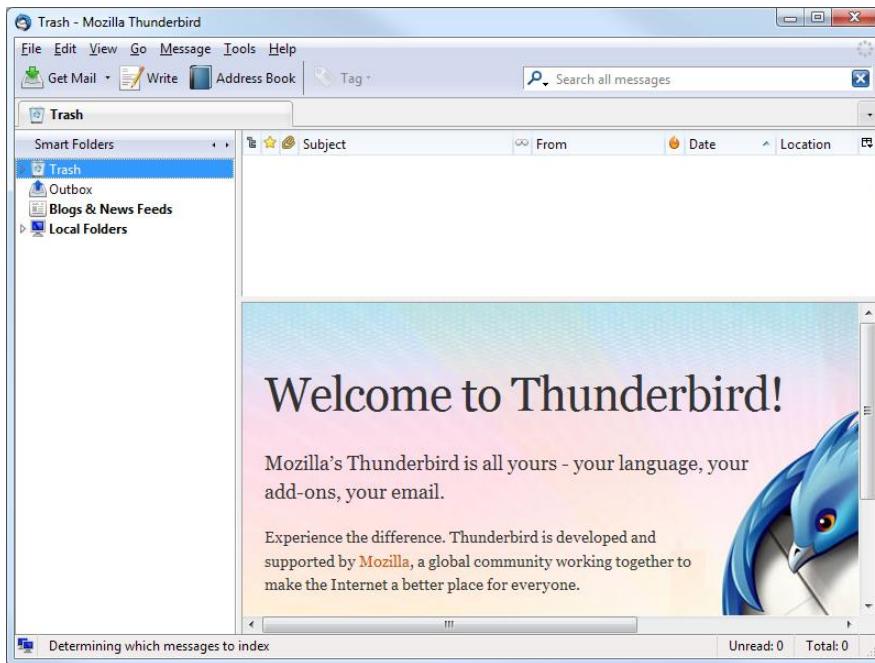 Trash - Mozilla Thunderbird
File Edit View Go Message Tools Help
Get Mail Write Address Book Tag Search all messages
Trash
Smart Folders Subject From Date Location
Trash
Outbox
Blogs & News Feeds
Local Folders
Welcome to Thunderbird!
Mozilla’s Thunderbird is all yours - your language, your
add-ons, your email.
Experience the difference. Thunderbird is developed and
supported by Mozilla, a global community working together to
make the Internet a better place for everyone.
Determining which messages to index Unread: 0 Total: 0